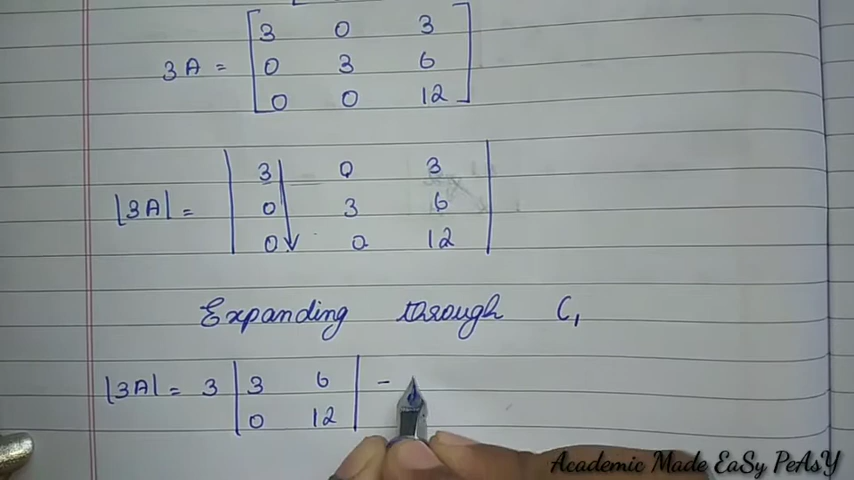 3A = [3 0 3
0 3 6
0 0 12]
|3A| = |3 0 3
0 3 6
0 0 12|
Expanding through C₁
|3A| = 3 |3 6| -
|0 12|
Academic Made EaSy PeAsY